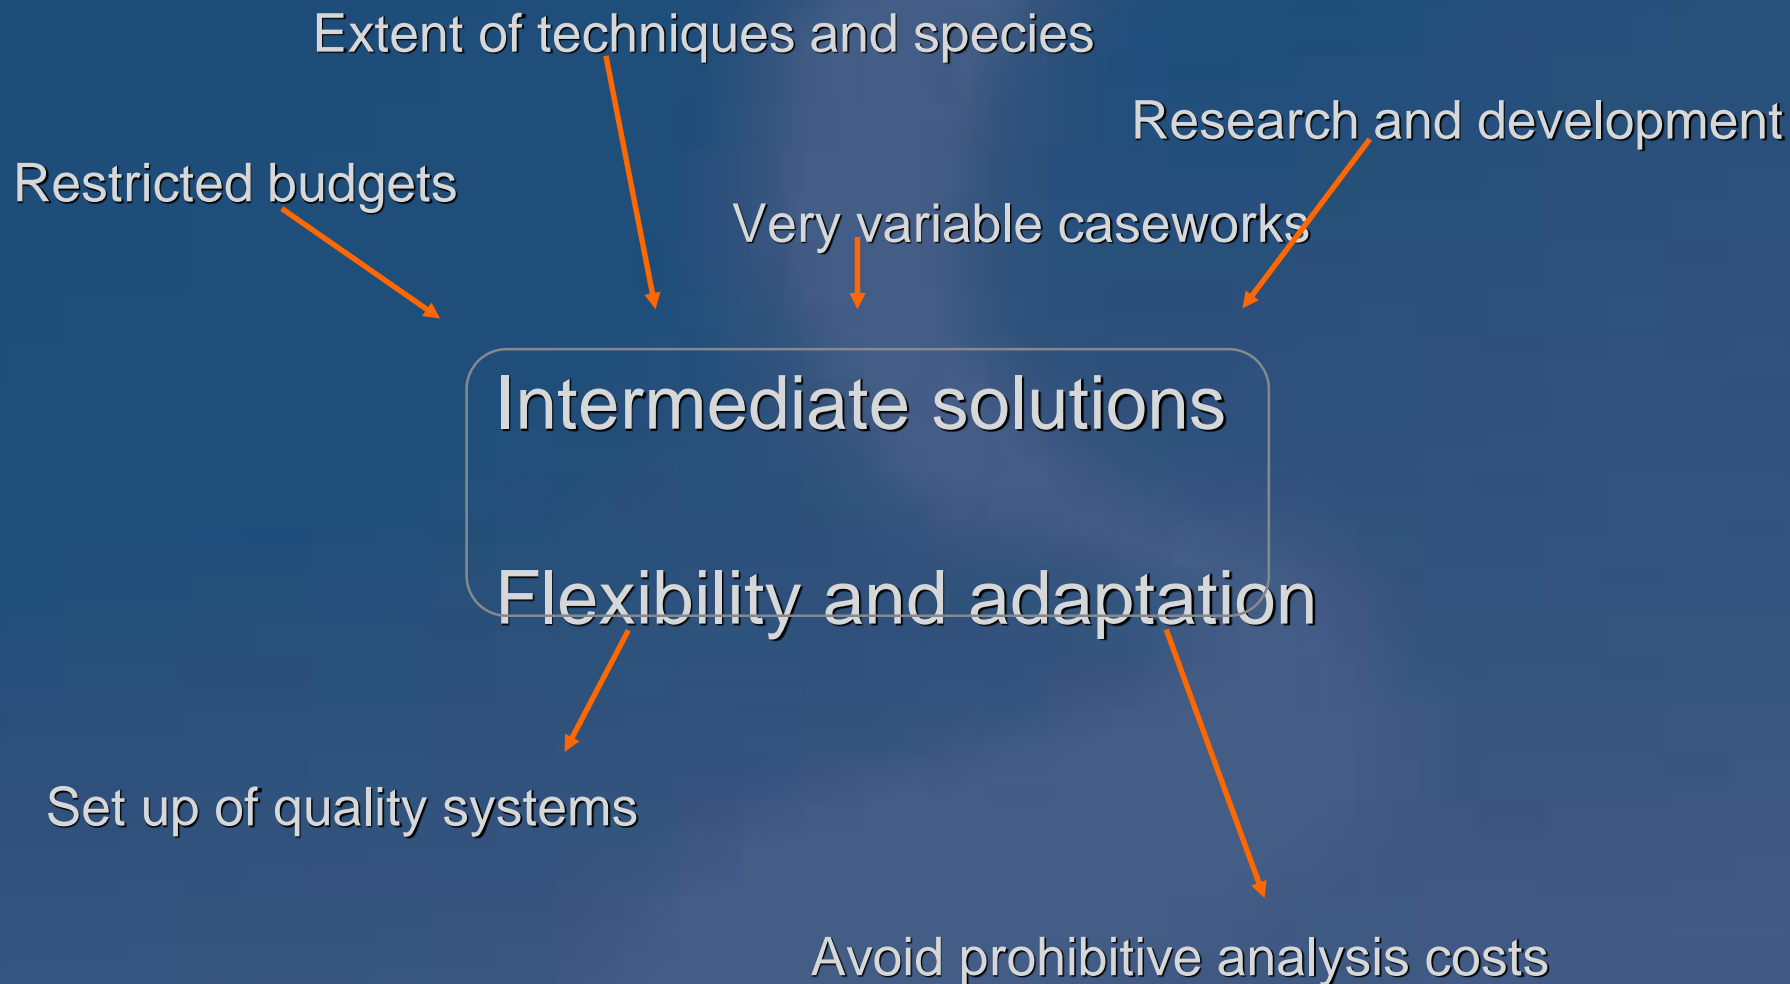 Extent of techniques and species
Research and development
Restricted budgets
Very variable caseworks
Intermediate solutions
Flexibility and adaptation
Set up of quality systems
Avoid prohibitive analysis costs